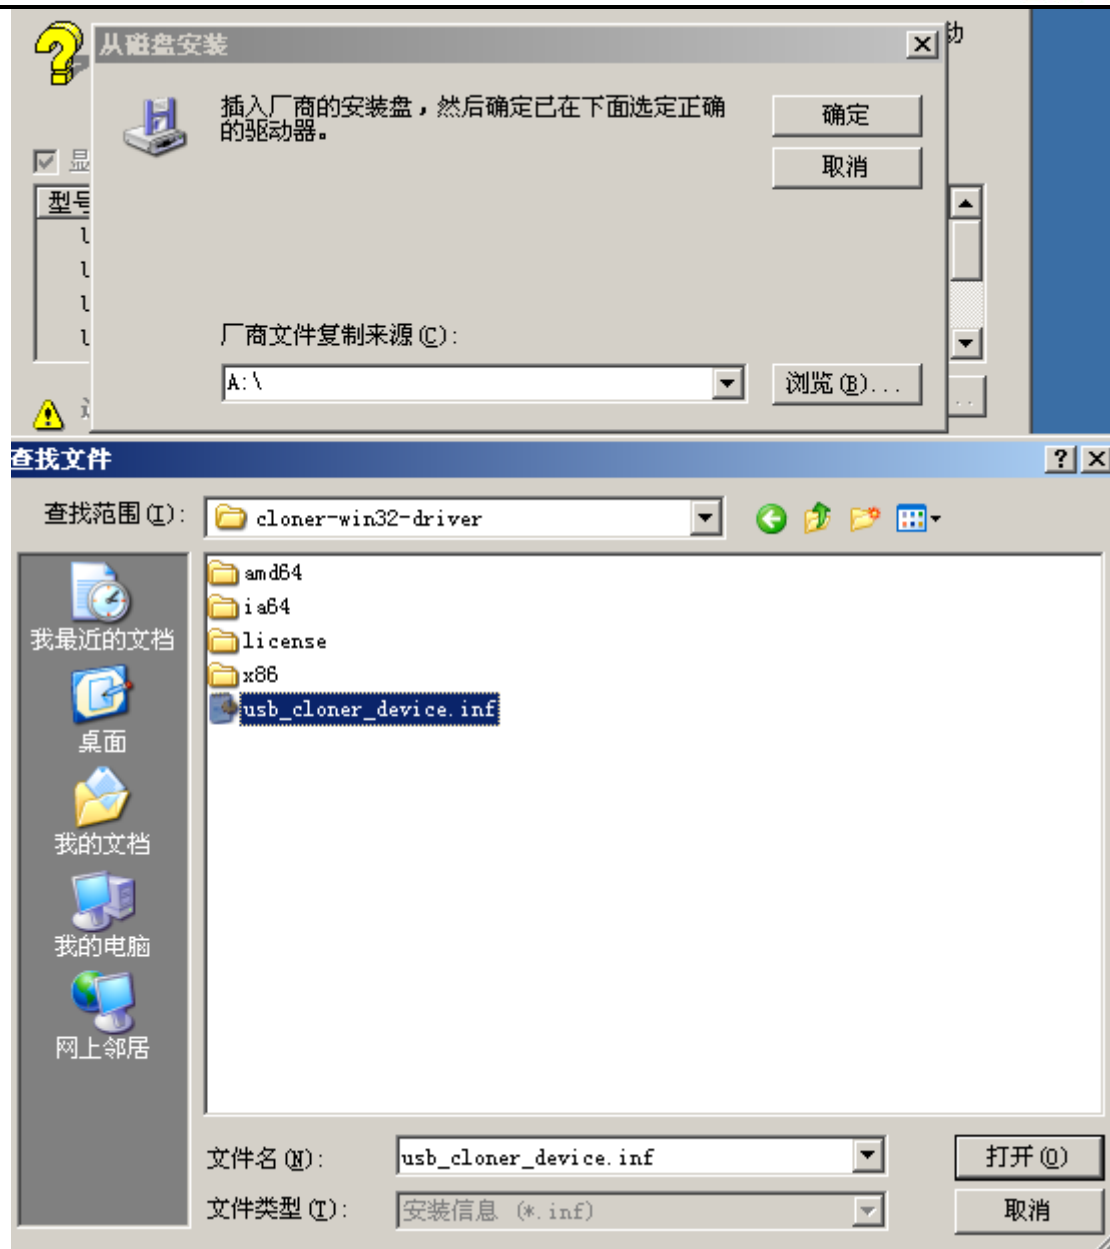 动
从磁盘安装
插入厂商的安装盘，然后确定已在下面选定正确
的驱动器。
确定
取消
显
型号
厂商文件复制来源(C):
A:\
浏览(B)...
查找文件
查找范围(I):
cloner-win32-driver
amd64
ia64
license
x86
usb_cloner_device.inf
我最近的文档
桌面
我的文档
我的电脑
网上邻居
文件名(N):
usb_cloner_device.inf
打开(O)
文件类型(T):
安装信息 (*.inf)
取消